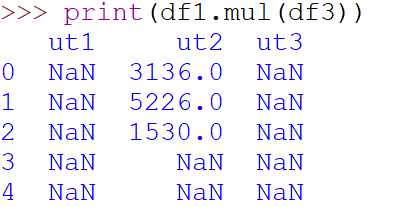 >>> print(df1.mul(df3))
   ut1     ut2  ut3
0  NaN  3136.0  NaN
1  NaN  5226.0  NaN
2  NaN  1530.0  NaN
3  NaN     NaN  NaN
4  NaN     NaN  NaN